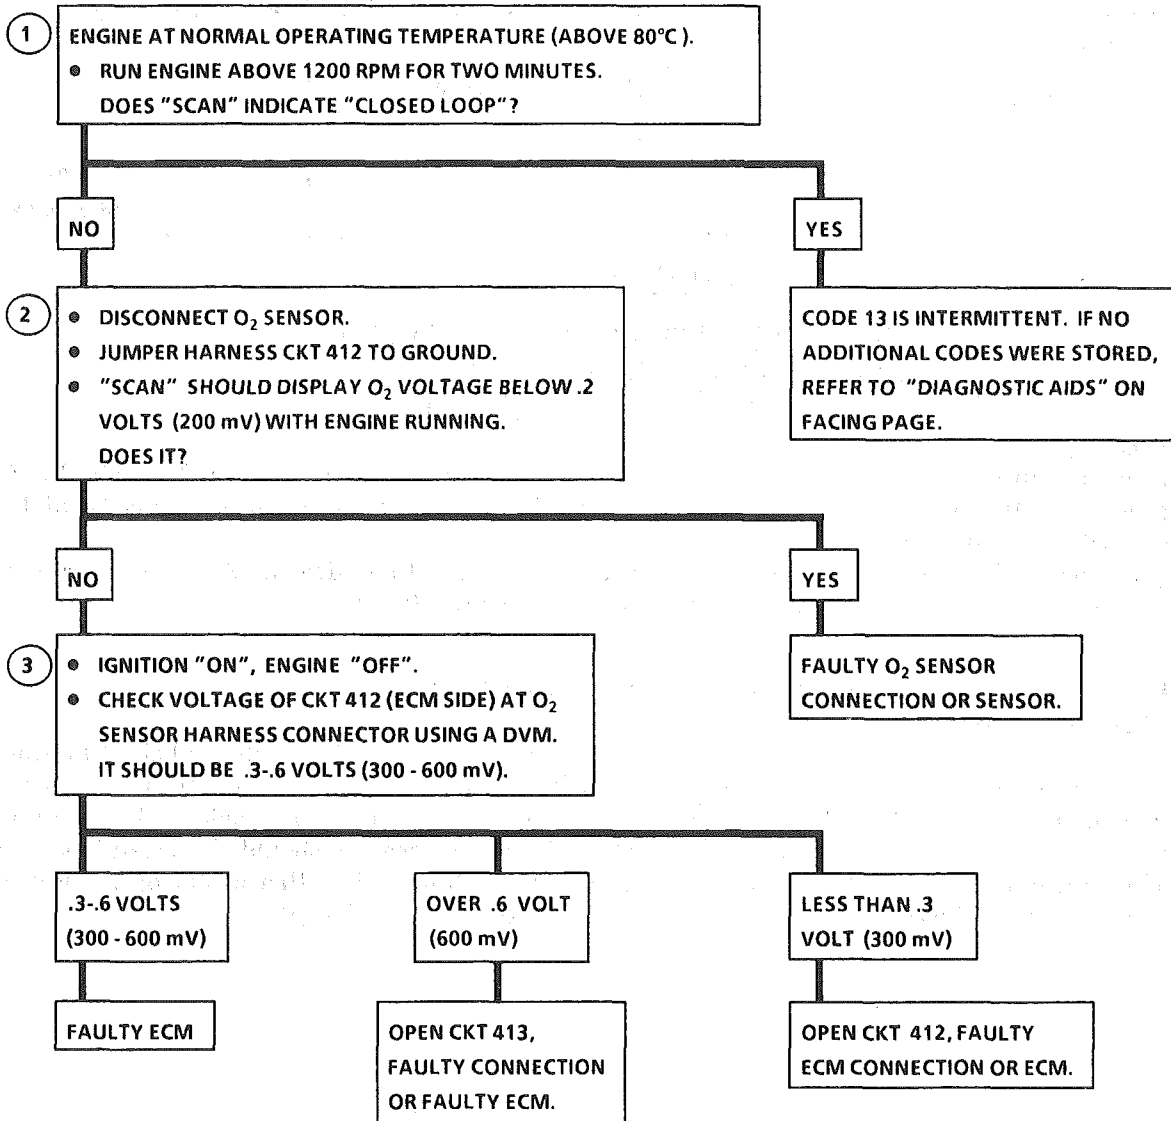 1
ENGINE AT NORMAL OPERATING TEMPERATURE (ABOVE 80°C ).
● RUN ENGINE ABOVE 1200 RPM FOR TWO MINUTES.
DOES "SCAN" INDICATE "CLOSED LOOP"?
NO
YES
2
● DISCONNECT O₂ SENSOR.
● JUMPER HARNESS CKT 412 TO GROUND.
● "SCAN" SHOULD DISPLAY O₂ VOLTAGE BELOW .2
VOLTS (200 mV) WITH ENGINE RUNNING.
DOES IT?
CODE 13 IS INTERMITTENT. IF NO
ADDITIONAL CODES WERE STORED,
REFER TO "DIAGNOSTIC AIDS" ON
FACING PAGE.
NO
YES
3
● IGNITION "ON", ENGINE "OFF".
● CHECK VOLTAGE OF CKT 412 (ECM SIDE) AT O₂
SENSOR HARNESS CONNECTOR USING A DVM.
IT SHOULD BE .3-.6 VOLTS (300 - 600 mV).
FAULTY O₂ SENSOR
CONNECTION OR SENSOR.
.3-.6 VOLTS
(300 - 600 mV)
OVER .6 VOLT
(600 mV)
LESS THAN .3
VOLT (300 mV)
FAULTY ECM
OPEN CKT 413,
FAULTY CONNECTION
OR FAULTY ECM.
OPEN CKT 412, FAULTY
ECM CONNECTION OR ECM.